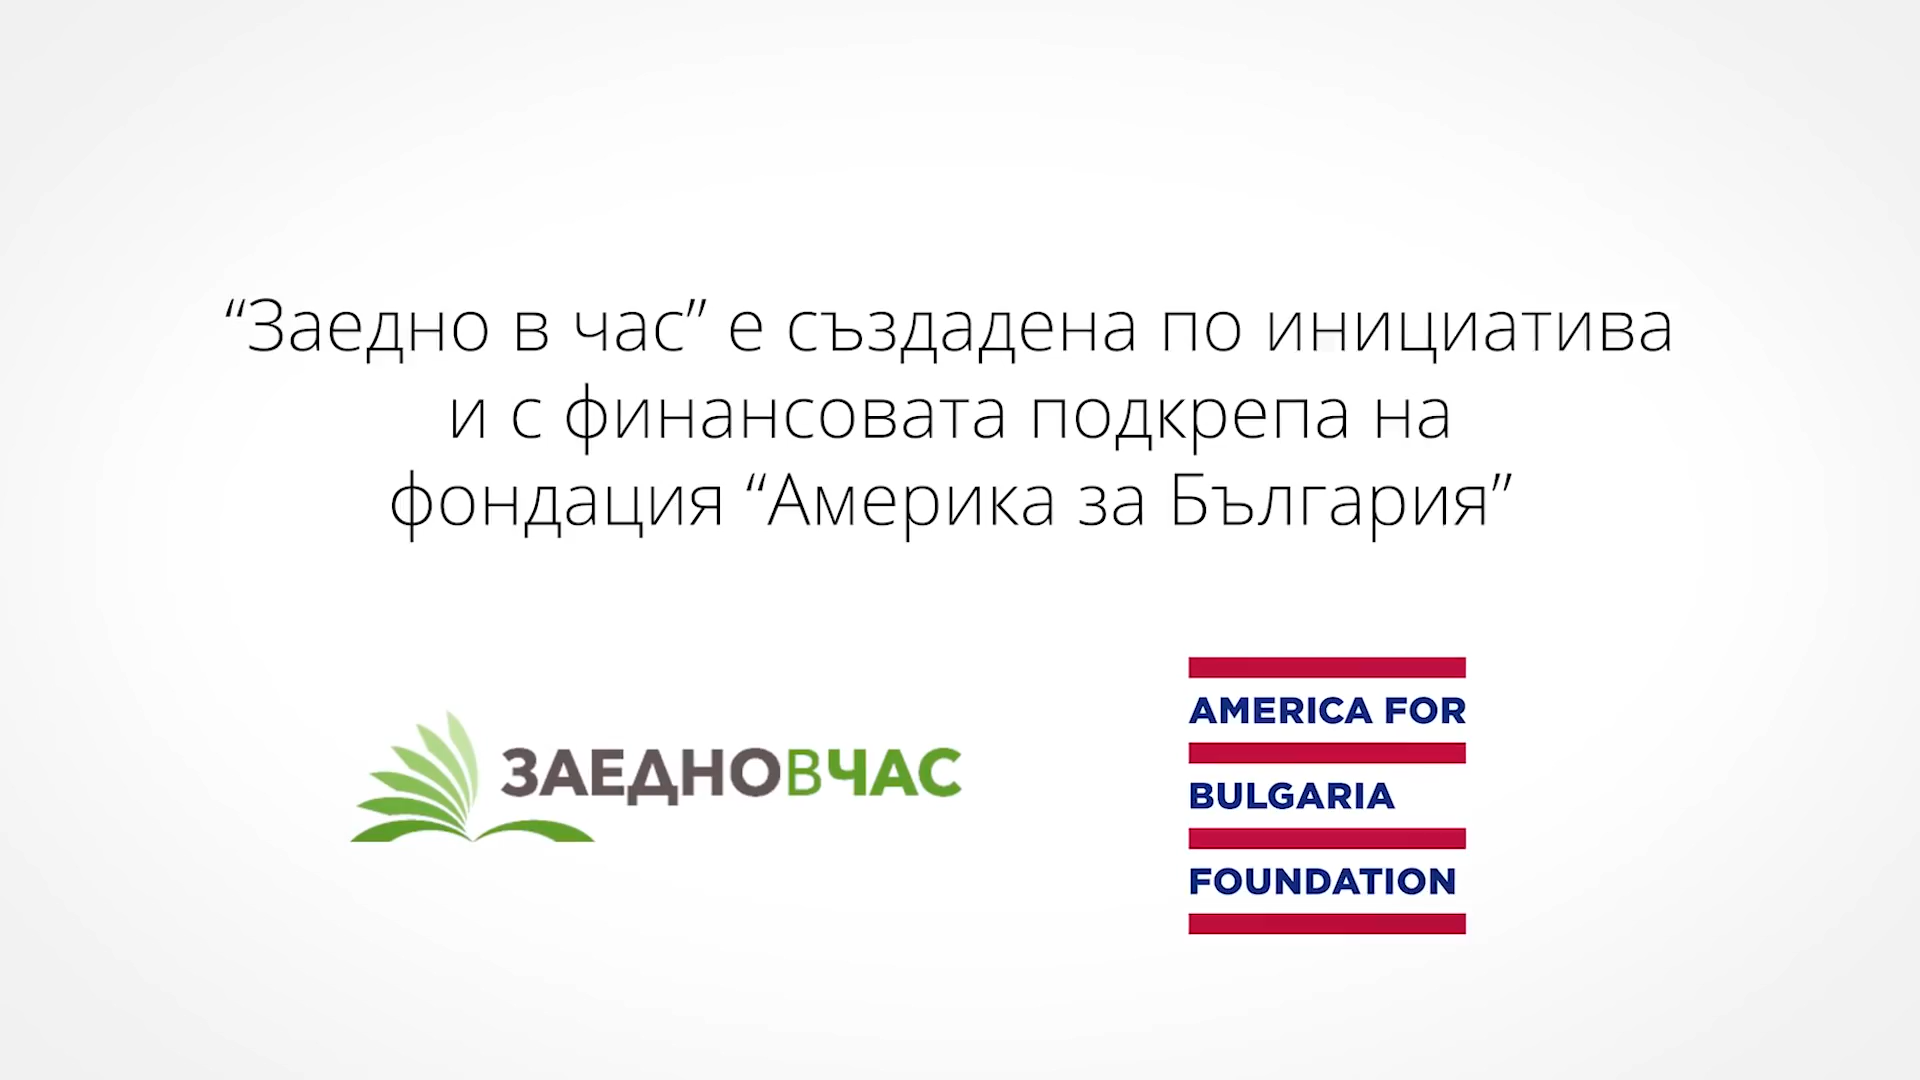 “Заедно в час” е създадена по инициатива
и с финансовата подкрепа на
фондация “Америка за България”
ЗАЕДНОВЧАС
AMERICA FOR
BULGARIA
FOUNDATION